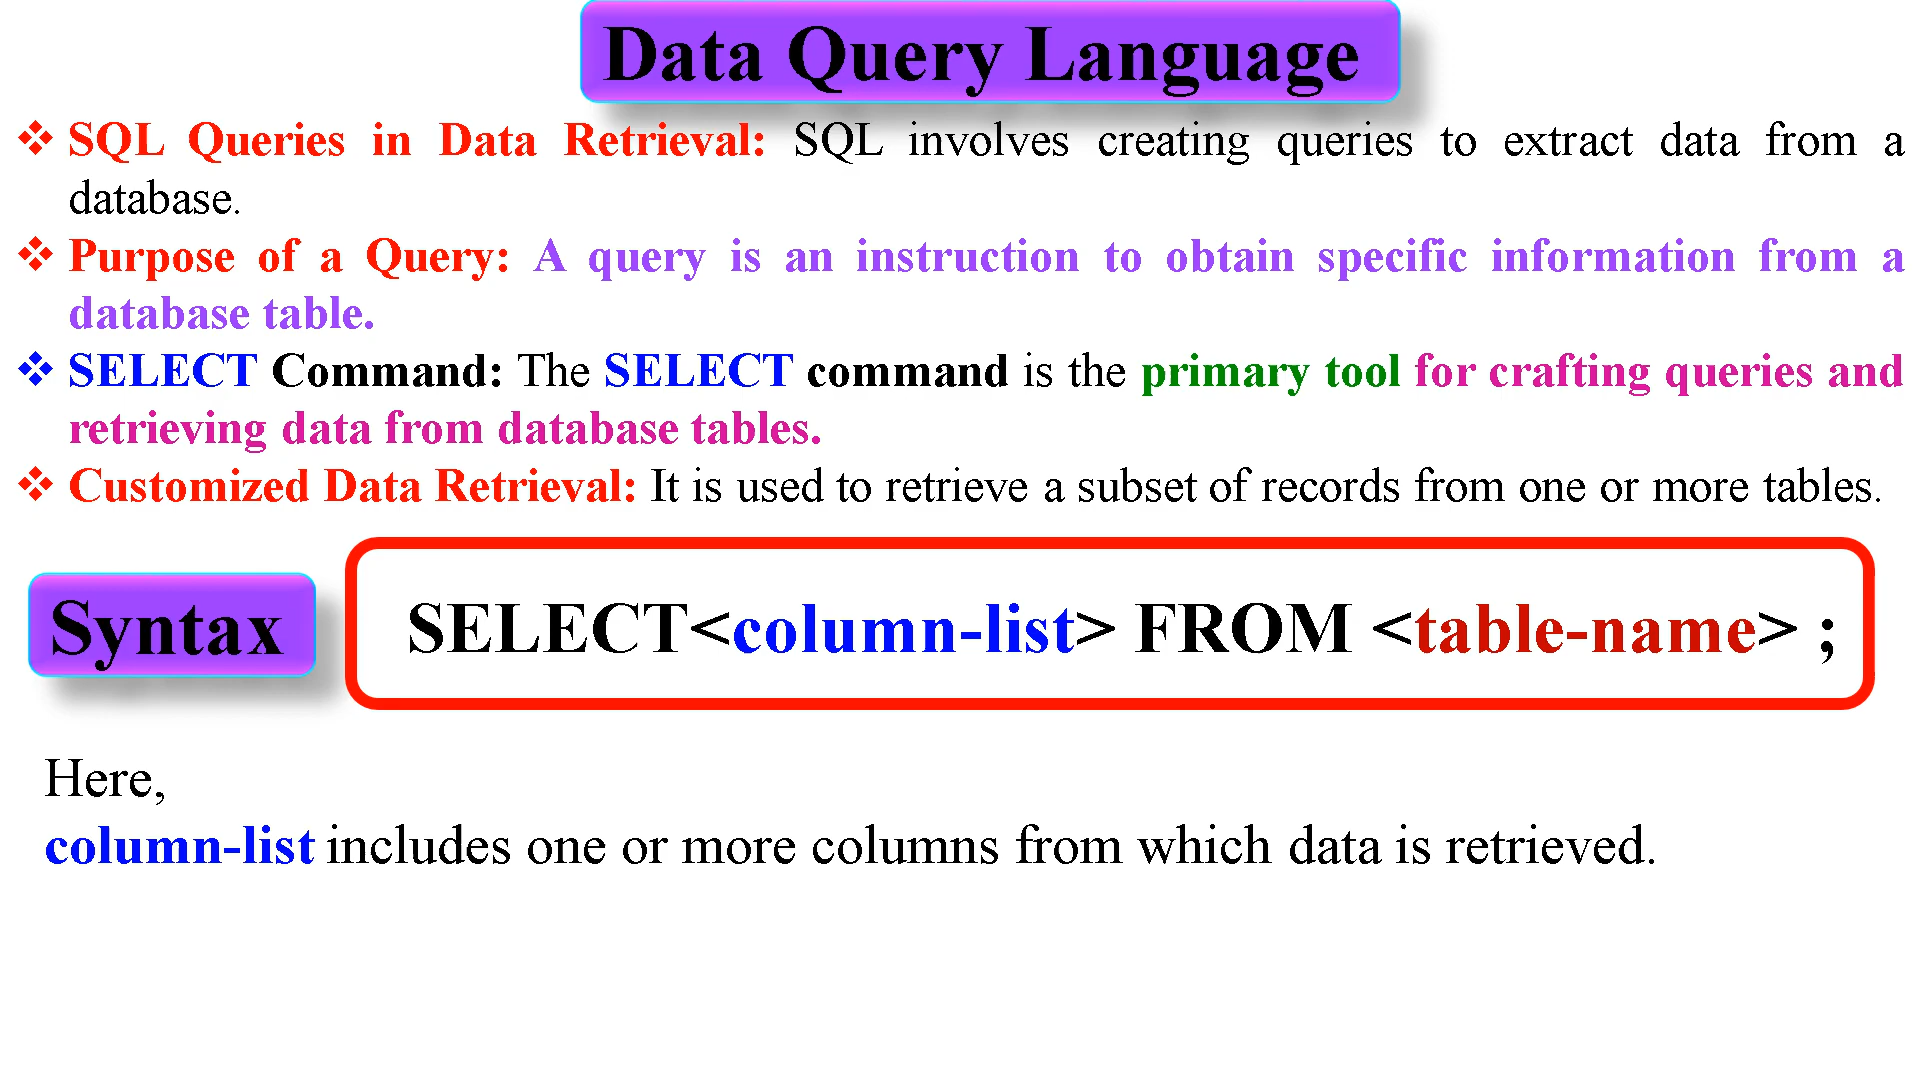 Data Query Language
❖ SQL Queries in Data Retrieval: SQL involves creating queries to extract data from a
database.
❖ Purpose of a Query: A query is an instruction to obtain specific information from a
database table.
❖ SELECT Command: The SELECT command is the primary tool for crafting queries and
retrieving data from database tables.
❖ Customized Data Retrieval: It is used to retrieve a subset of records from one or more tables.
Syntax
SELECT<column-list> FROM <table-name> ;
Here,
column-list includes one or more columns from which data is retrieved.